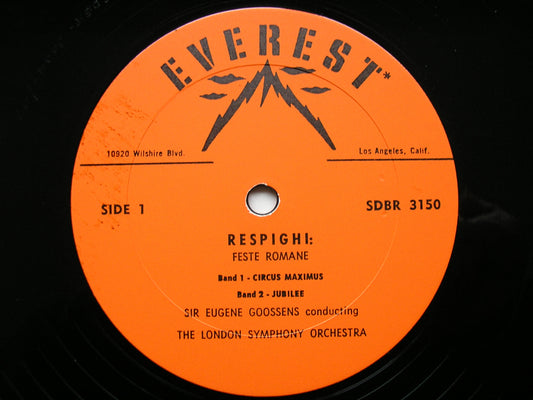 EVEREST*
10920 Wilshire Blvd.
Los Angeles, Calif.
SIDE 1
SDBR 3150
RESPIGHI:
FESTE ROMANE
Band 1 - CIRCUS MAXIMUS
Band 2 - JUBILEE
SIR EUGENE GOOSSENS conducting
THE LONDON SYMPHONY ORCHESTRA